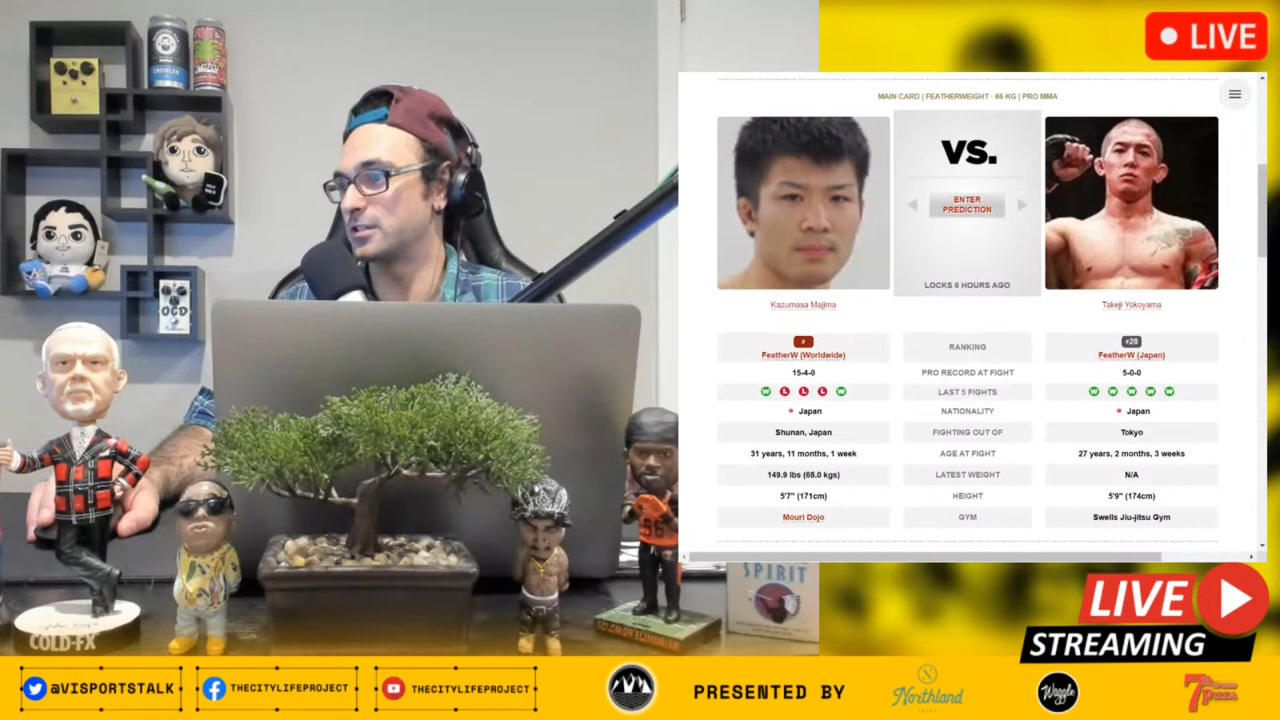 LIVE
MAIN CARD | FEATHERWEIGHT · 66 KG | PRO MMA
VS.
ENTER
PREDICTION
LOCKS 6 HOURS AGO
Kazumasa Majima
Takeji Yokoyama
#
FeatherW (Worldwide)
RANKING
#28
FeatherW (Japan)
15-4-0
PRO RECORD AT FIGHT
5-0-0
W L L L W
LAST 5 FIGHTS
W W W W W
Japan
NATIONALITY
Japan
Shunan, Japan
FIGHTING OUT OF
Tokyo
31 years, 11 months, 1 week
AGE AT FIGHT
27 years, 2 months, 3 weeks
149.9 lbs (68.0 kgs)
LATEST WEIGHT
N/A
5'7" (171cm)
HEIGHT
5'9" (174cm)
Mouri Dojo
GYM
Swells Jiu-jitsu Gym
OCD
COLD-FX
SOLOMON ELIMIMIAN
SPIRIT
LIVE
STREAMING
@VISPORTSTALK
THECITYLIFEPROJECT
THECITYLIFEPROJECT
PRESENTED BY
Northland
Waggle